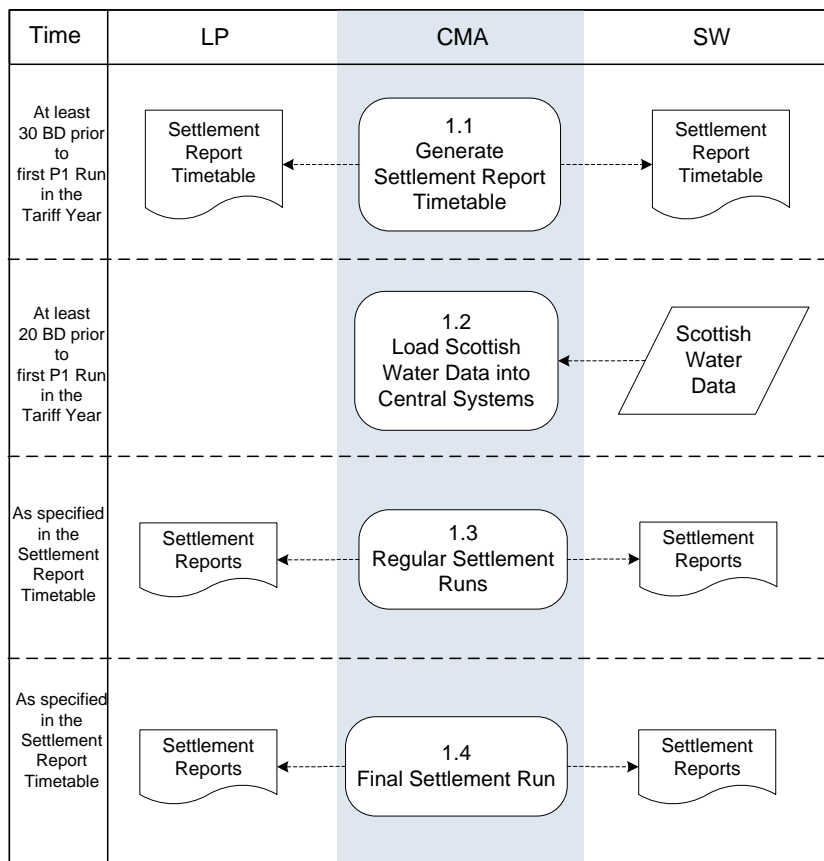 Time
LP
CMA
SW
At least
30 BD prior
to
first P1 Run
in the
Tariff Year
Settlement
Report
Timetable
1.1
Generate
Settlement Report
Timetable
Settlement
Report
Timetable
At least
20 BD prior
to
first P1 Run
in the
Tariff Year
1.2
Load Scottish
Water Data into
Central Systems
Scottish
Water
Data
As specified
in the
Settlement
Report
Timetable
Settlement
Reports
1.3
Regular Settlement
Runs
Settlement
Reports
As specified
in the
Settlement
Report
Timetable
Settlement
Reports
1.4
Final Settlement Run
Settlement
Reports